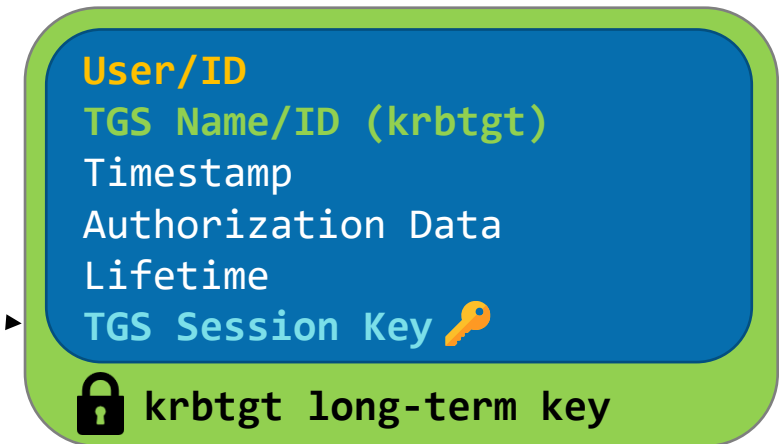 User/ID
TGS Name/ID (krbtgt)
Timestamp
Authorization Data
Lifetime
TGS Session Key
krbtgt long-term key